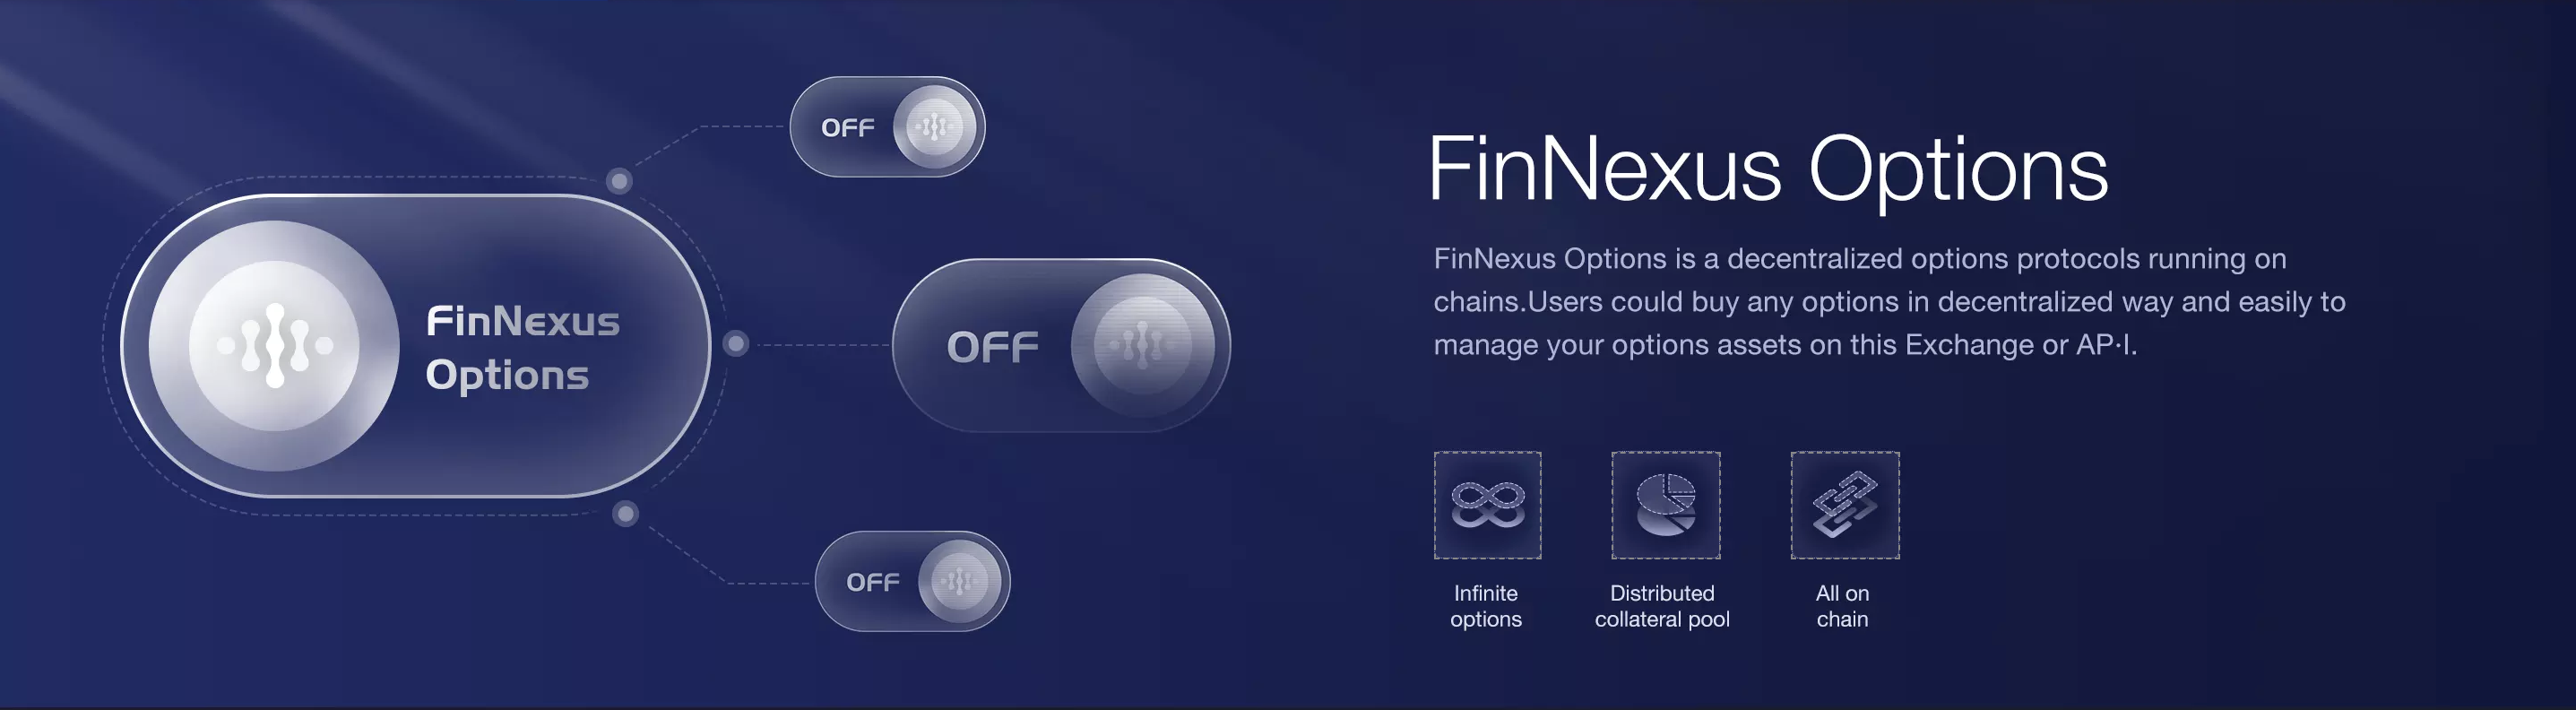 OFF
FinNexus
Options
OFF
OFF
FinNexus Options
FinNexus Options is a decentralized options protocols running on
chains.Users could buy any options in decentralized way and easily to
manage your options assets on this Exchange or AP·I.
Infinite
options
Distributed
collateral pool
All on
chain